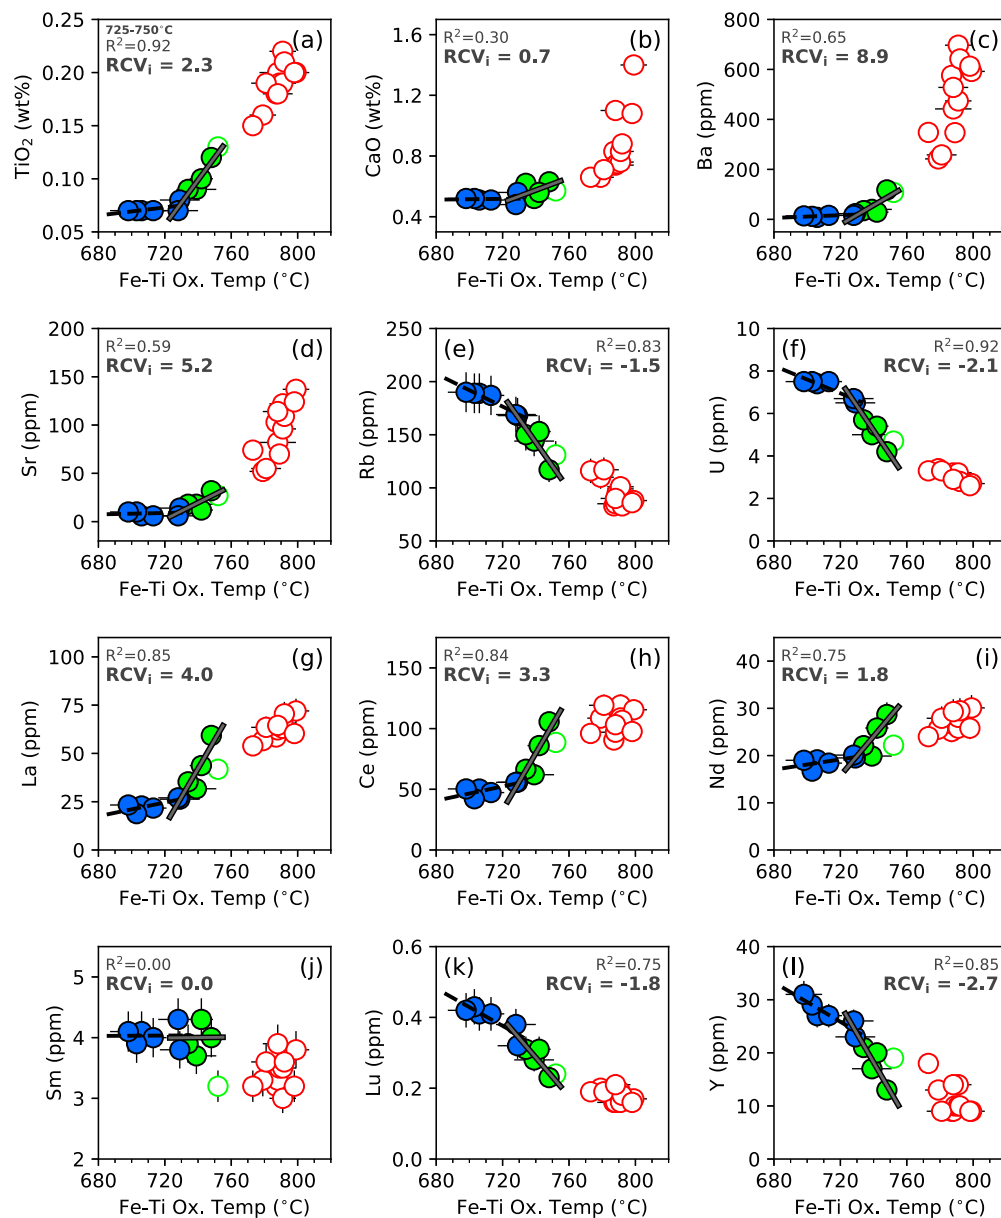 725-750°C
R²=0.92
RCVᵢ = 2.3
(a)
TiO₂ (wt%)
0.25
0.20
0.15
0.10
0.05
680 720 760 800
Fe-Ti Ox. Temp (°C)
R²=0.30
RCVᵢ = 0.7
(b)
CaO (wt%)
1.6
1.2
0.8
0.4
680 720 760 800
Fe-Ti Ox. Temp (°C)
R²=0.65
RCVᵢ = 8.9
(c)
Ba (ppm)
800
600
400
200
0
680 720 760 800
Fe-Ti Ox. Temp (°C)
R²=0.59
RCVᵢ = 5.2
(d)
Sr (ppm)
200
150
100
50
0
680 720 760 800
Fe-Ti Ox. Temp (°C)
(e)
R²=0.83
RCVᵢ = -1.5
Rb (ppm)
250
200
150
100
50
680 720 760 800
Fe-Ti Ox. Temp (°C)
(f)
R²=0.92
RCVᵢ = -2.1
U (ppm)
10
8
6
4
2
0
680 720 760 800
Fe-Ti Ox. Temp (°C)
R²=0.85
RCVᵢ = 4.0
(g)
La (ppm)
100
75
50
25
0
680 720 760 800
Fe-Ti Ox. Temp (°C)
R²=0.84
RCVᵢ = 3.3
(h)
Ce (ppm)
150
100
50
0
680 720 760 800
Fe-Ti Ox. Temp (°C)
R²=0.75
RCVᵢ = 1.8
(i)
Nd (ppm)
40
30
20
10
0
680 720 760 800
Fe-Ti Ox. Temp (°C)
R²=0.00
RCVᵢ = 0.0
(j)
Sm (ppm)
5
4
3
2
680 720 760 800
Fe-Ti Ox. Temp (°C)
(k)
R²=0.75
RCVᵢ = -1.8
Lu (ppm)
0.6
0.4
0.2
0.0
680 720 760 800
Fe-Ti Ox. Temp (°C)
(l)
R²=0.85
RCVᵢ = -2.7
Y (ppm)
40
30
20
10
0
680 720 760 800
Fe-Ti Ox. Temp (°C)